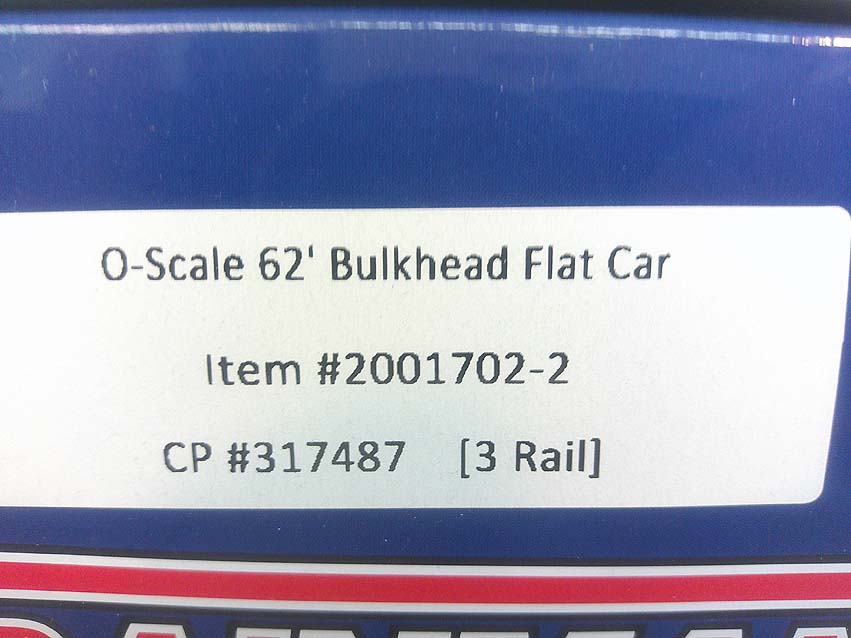 O-Scale 62' Bulkhead Flat Car
Item #2001702-2
CP #317487 [3 Rail]